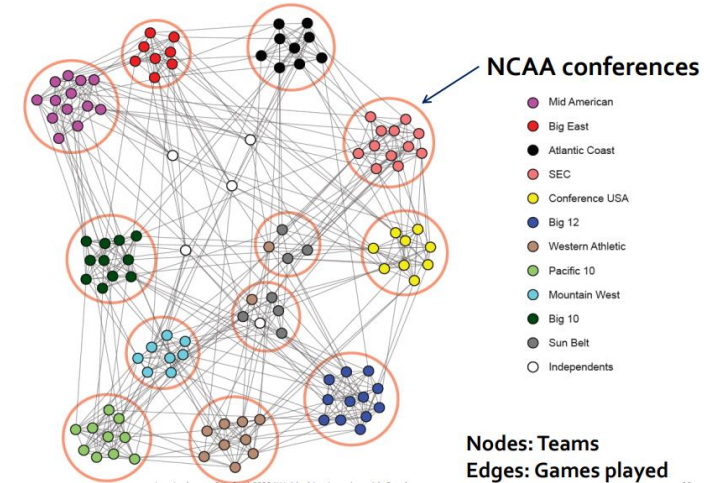 NCAA conferences
Mid American
Big East
Atlantic Coast
SEC
Conference USA
Big 12
Western Athletic
Pacific 10
Mountain West
Big 10
Sun Belt
Independents
Nodes: Teams
Edges: Games played